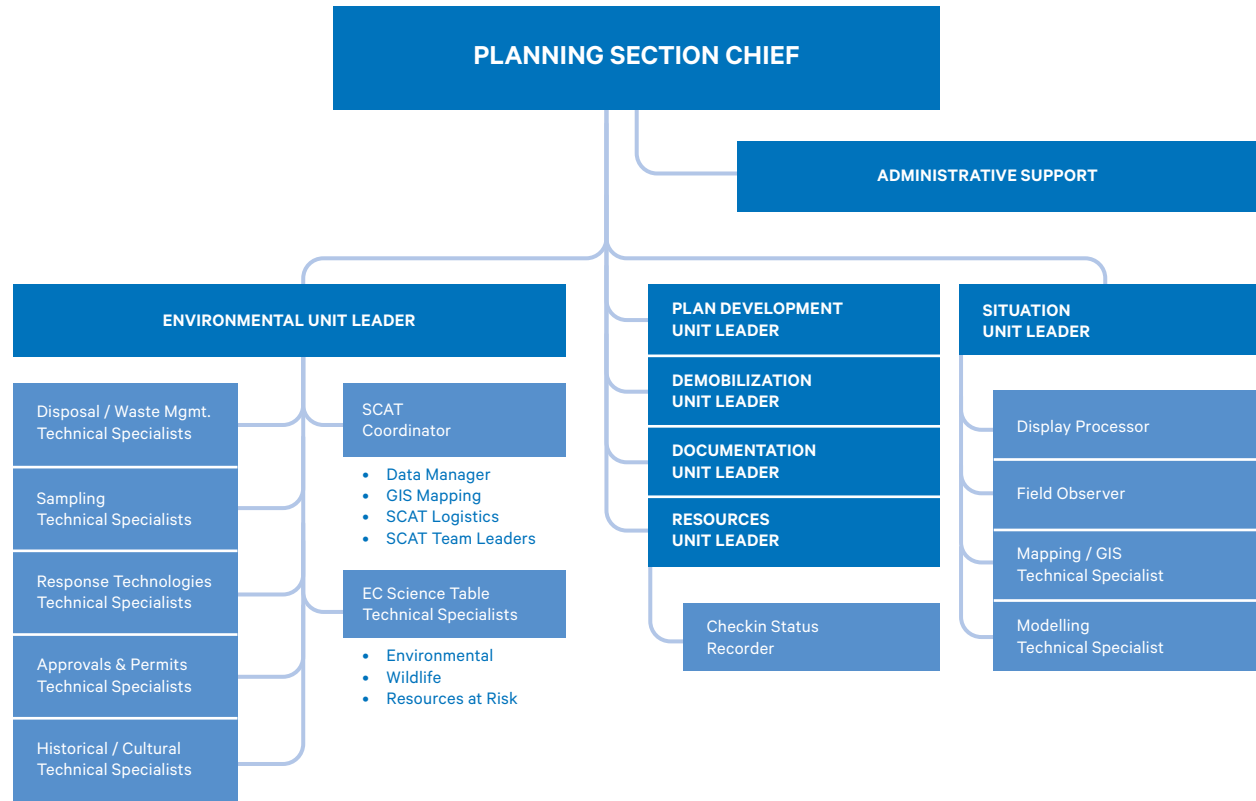 PLANNING SECTION CHIEF
ADMINISTRATIVE SUPPORT
ENVIRONMENTAL UNIT LEADER
Disposal / Waste Mgmt.
Technical Specialists
Sampling
Technical Specialists
Response Technologies
Technical Specialists
Approvals & Permits
Technical Specialists
Historical / Cultural
Technical Specialists
SCAT
Coordinator
• Data Manager
• GIS Mapping
• SCAT Logistics
• SCAT Team Leaders
EC Science Table
Technical Specialists
• Environmental
• Wildlife
• Resources at Risk
PLAN DEVELOPMENT
UNIT LEADER
DEMOBILIZATION
UNIT LEADER
DOCUMENTATION
UNIT LEADER
RESOURCES
UNIT LEADER
Checkin Status
Recorder
SITUATION
UNIT LEADER
Display Processor
Field Observer
Mapping / GIS
Technical Specialist
Modelling
Technical Specialist